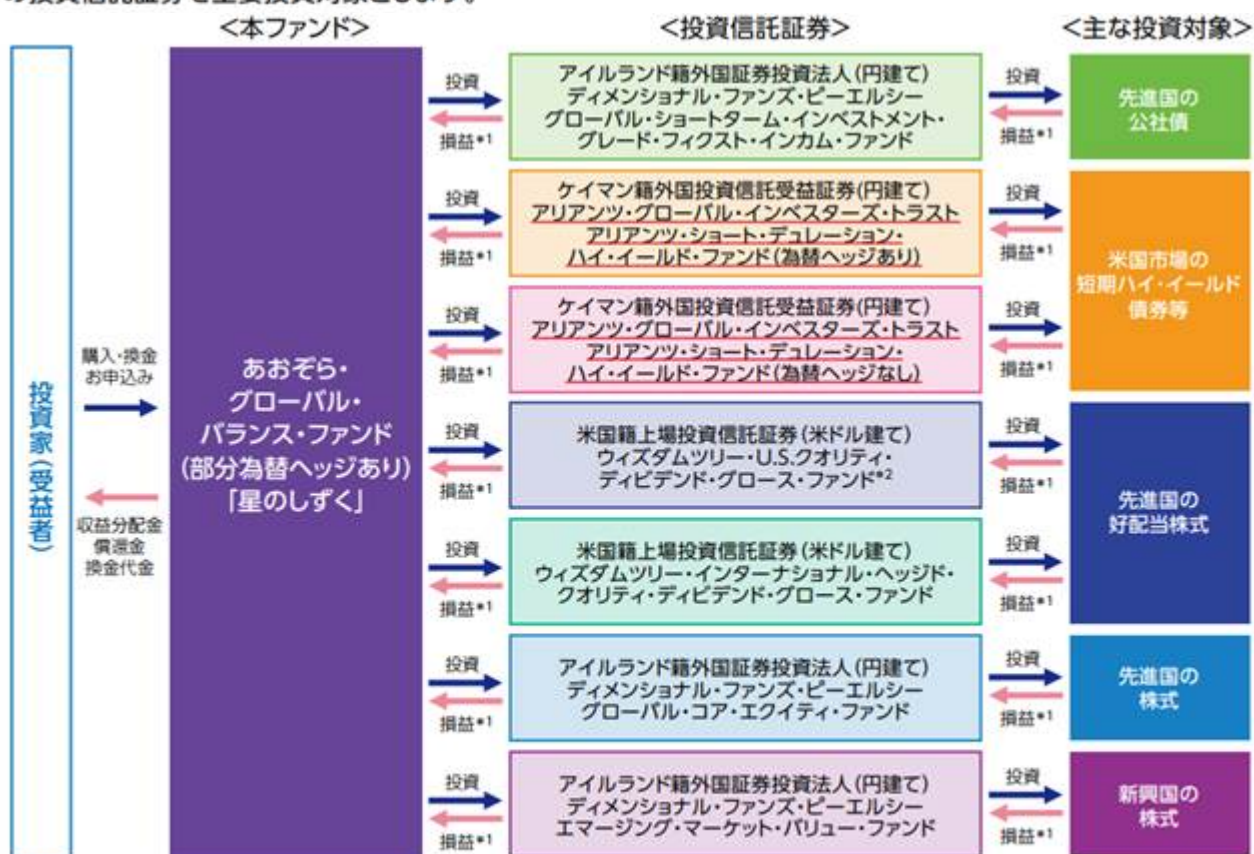 の投資信託証券を主要投資対象とします。
<本ファンド>
<投資信託証券>
<主な投資対象>
投資家(受益者)
購入・換金
お申込み
収益分配金
償還金
換金代金
あおぞら・
グローバル・
バランス・ファンド
(部分為替ヘッジあり)
「星のしずく」
投資
損益*1
アイルランド籍外国証券投資法人(円建て)
ディメンショナル・ファンズ・ピーエルシー
グローバル・ショートターム・インベストメント・
グレード・フィクスト・インカム・ファンド
投資
損益*1
先進国の
公社債
投資
損益*1
ケイマン籍外国投資信託受益証券(円建て)
アリアンツ・グローバル・インベスターズ・トラスト
アリアンツ・ショート・デュレーション・
ハイ・イールド・ファンド(為替ヘッジあり)
投資
損益*1
米国市場の
短期ハイ・イールド
債券等
投資
損益*1
ケイマン籍外国投資信託受益証券(円建て)
アリアンツ・グローバル・インベスターズ・トラスト
アリアンツ・ショート・デュレーション・
ハイ・イールド・ファンド(為替ヘッジなし)
投資
損益*1
投資
損益*1
米国籍上場投資信託証券(米ドル建て)
ウィズダムツリー・U.S.クオリティ・
ディビデンド・グロース・ファンド*2
投資
損益*1
先進国の
好配当株式
投資
損益*1
米国籍上場投資信託証券(米ドル建て)
ウィズダムツリー・インターナショナル・ヘッジド・
クオリティ・ディビデンド・グロース・ファンド
投資
損益*1
投資
損益*1
アイルランド籍外国証券投資法人(円建て)
ディメンショナル・ファンズ・ピーエルシー
グローバル・コア・エクイティ・ファンド
投資
損益*1
先進国の
株式
投資
損益*1
アイルランド籍外国証券投資法人(円建て)
ディメンショナル・ファンズ・ピーエルシー
エマージング・マーケット・バリュー・ファンド
投資
損益*1
新興国の
株式